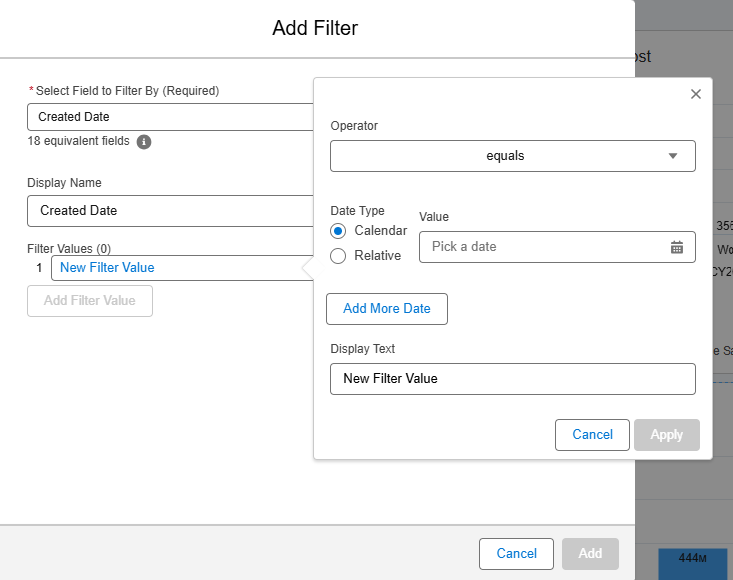 Add Filter
ost
* Select Field to Filter By (Required)
Created Date
18 equivalent fields
Display Name
Created Date
Filter Values (0)
1 New Filter Value
Add Filter Value
Operator
equals
Date Type
Calendar
Relative
Value
Pick a date
Add More Date
Display Text
New Filter Value
Cancel Apply
Cancel Add
355
Wo
CY2
e Sa
444M